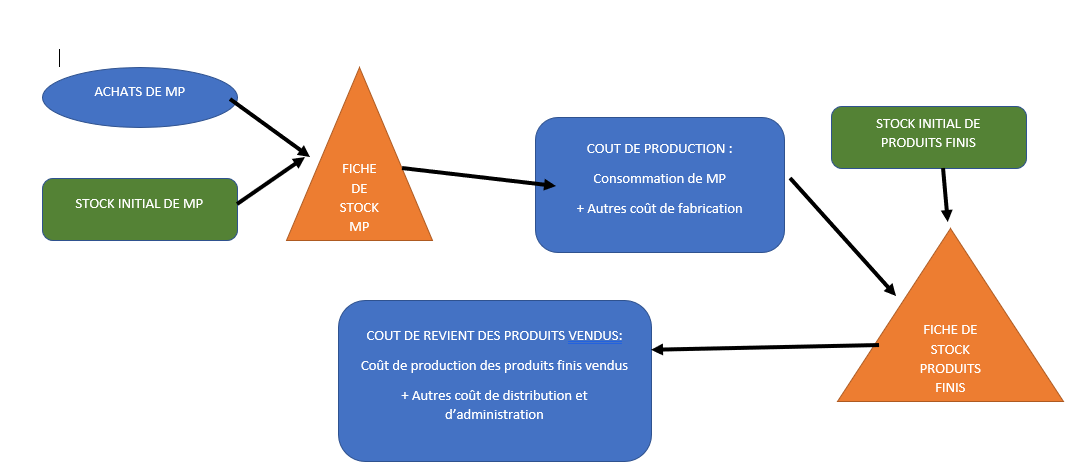 ACHATS DE MP
STOCK INITIAL DE MP
FICHE
DE
STOCK
MP
COUT DE PRODUCTION :
Consommation de MP
+ Autres coût de fabrication
STOCK INITIAL DE
PRODUITS FINIS
FICHE DE
STOCK
PRODUITS
FINIS
COUT DE REVIENT DES PRODUITS VENDUS:
Coût de production des produits finis vendus
+ Autres coût de distribution et
d’administration